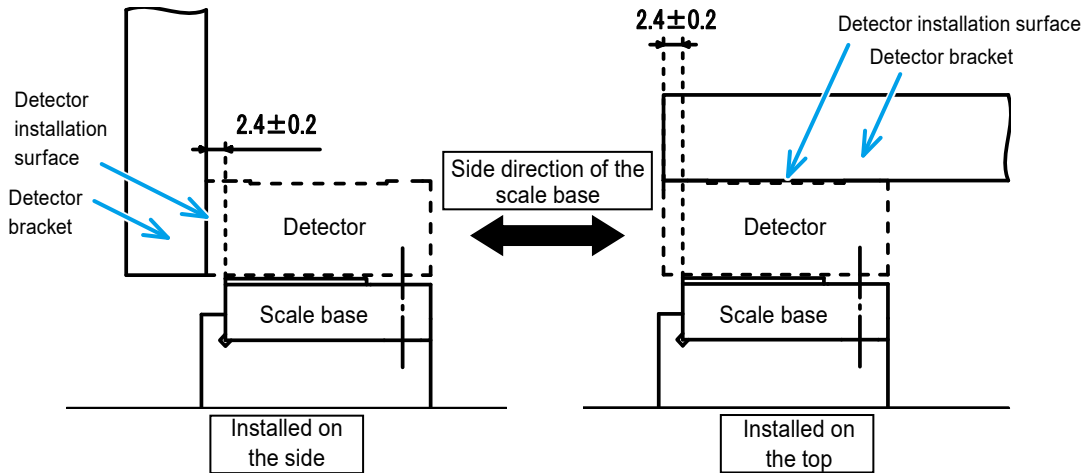 Detector
installation
surface
Detector
bracket
2.4±0.2
Detector
Scale base
Installed on
the side
Side direction of the
scale base
2.4±0.2
Detector installation surface
Detector bracket
Detector
Scale base
Installed on
the top